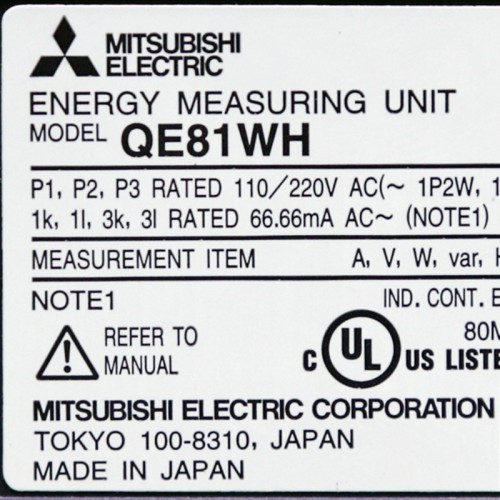 MITSUBISHI
ELECTRIC
ENERGY MEASURING UNIT
MODEL QE81WH
P1, P2, P3 RATED 110/220V AC(~ 1P2W, 1
1k, 1l, 3k, 3l RATED 66.66mA AC~ (NOTE1)
MEASUREMENT ITEM A, V, W, var, H
NOTE1 IND. CONT. E
80M
REFER TO
MANUAL
C UL US LISTE
MITSUBISHI ELECTRIC CORPORATION
TOKYO 100-8310, JAPAN
MADE IN JAPAN